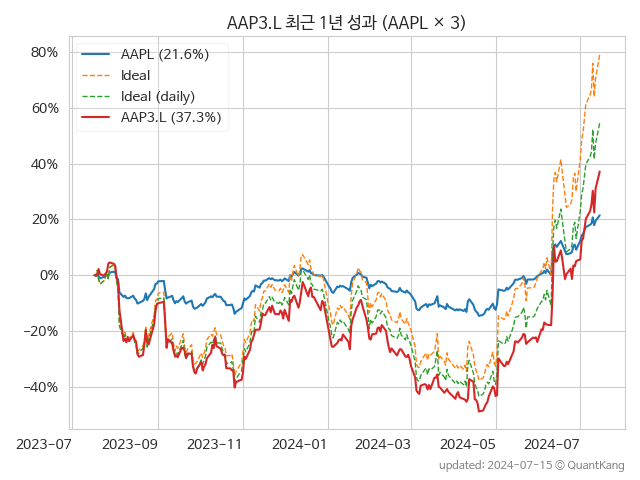 AAP3.L 최근 1년 성과 (AAPL × 3)
AAPL (21.6%)
Ideal
Ideal (daily)
AAP3.L (37.3%)
80%
60%
40%
20%
0%
−20%
−40%
2023-07
2023-09
2023-11
2024-01
2024-03
2024-05
2024-07
updated: 2024-07-15 © QuantKang